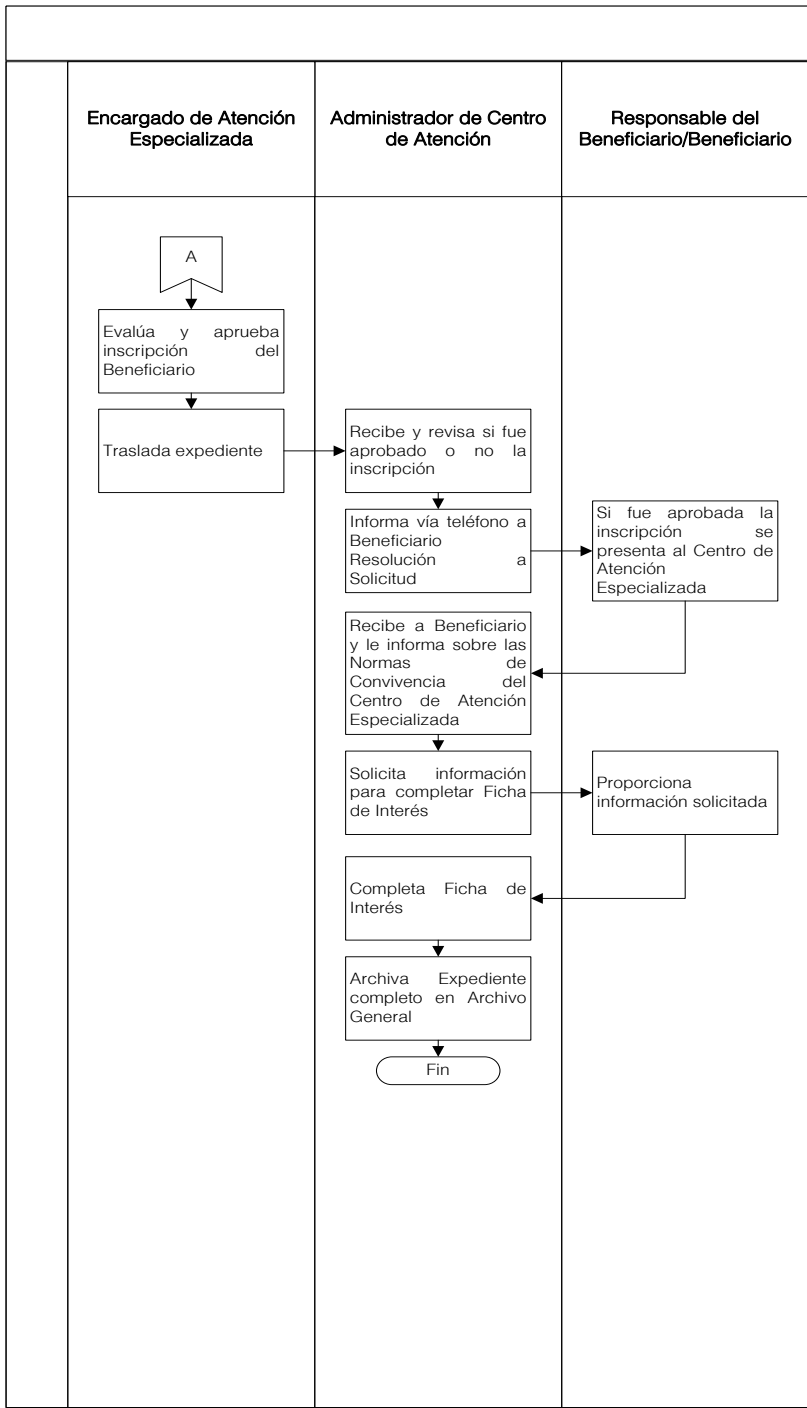 Encargado de Atención
Especializada
Administrador de Centro
de Atención
Responsable del
Beneficiario/Beneficiario
A
Evalúa y aprueba
inscripción del
Beneficiario
Traslada expediente
Recibe y revisa si fue
aprobado o no la
inscripción
Informa vía teléfono a
Beneficiario
Resolución a
Solicitud
Si fue aprobada la
inscripción se
presenta al Centro de
Atención
Especializada
Recibe a Beneficiario
y le informa sobre las
Normas de
Convivencia del
Centro de Atención
Especializada
Solicita información
para completar Ficha
de Interés
Proporciona
información solicitada
Completa Ficha de
Interés
Archiva Expediente
completo en Archivo
General
Fin